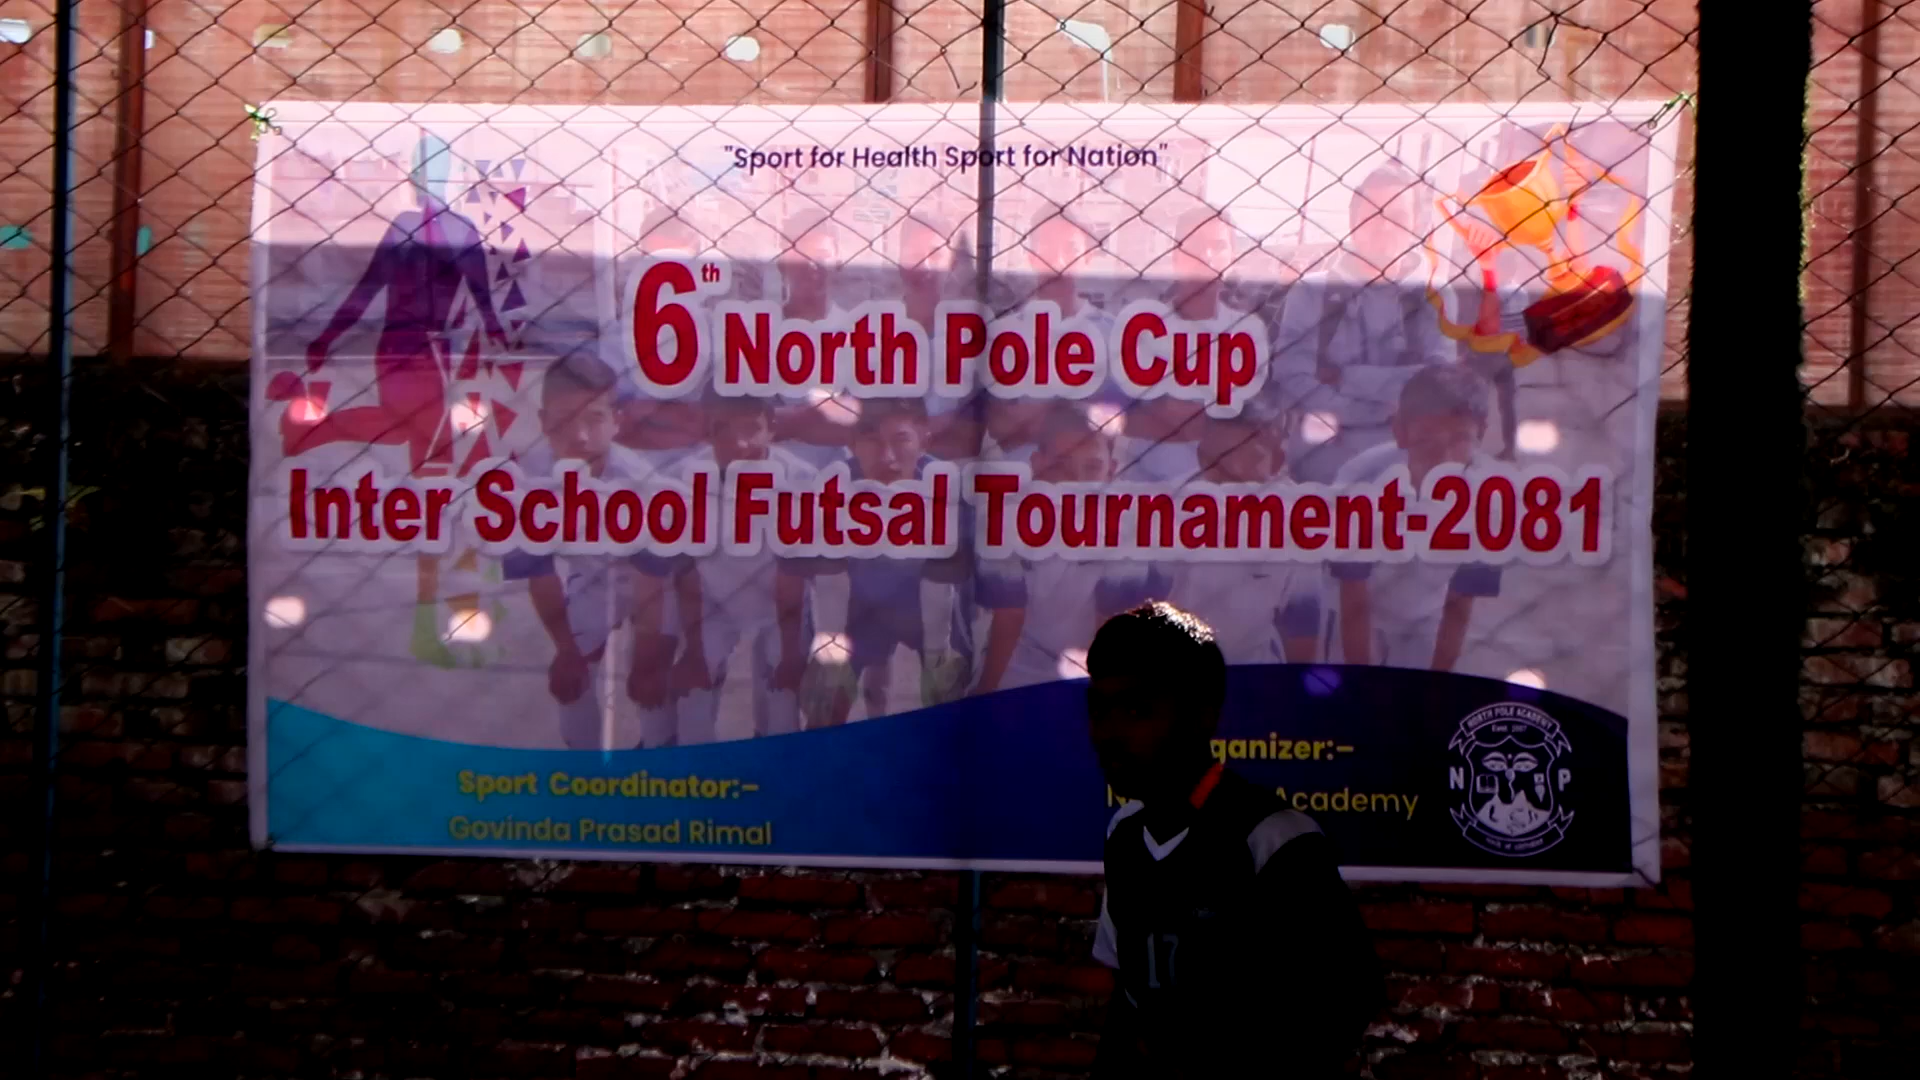 "Sport for Health Sport for Nation"
6th North Pole Cup
Inter School Futsal Tournament-2081
Sport Coordinator:-
Govinda Prasad Rimal
ganizer:-
Academy
NORTH POLE ACADEMY
N P
17